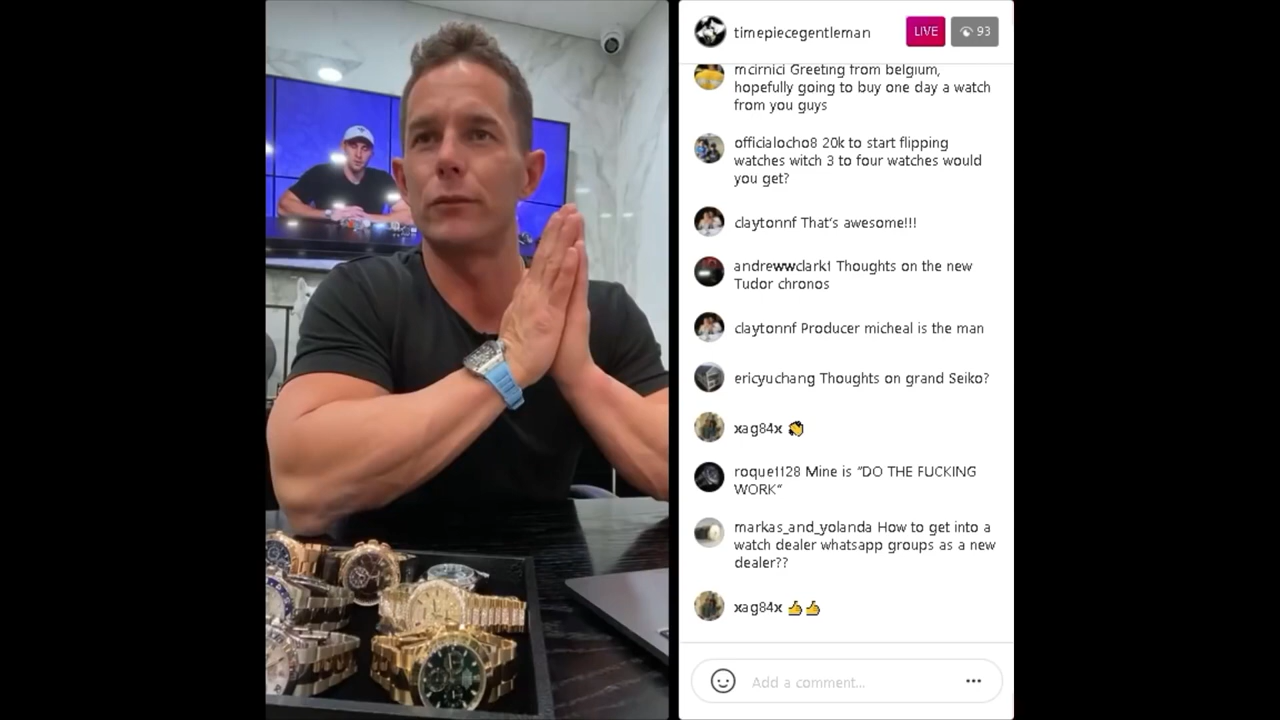 timepiecegentleman
LIVE
93
mcirnici Greeting from belgium,
hopefully going to buy one day a watch
from you guys
officialocho8 20k to start flipping
watches witch 3 to four watches would
you get?
claytonnf That's awesome!!!
andrewwclark1 Thoughts on the new
Tudor chronos
claytonnf Producer micheal is the man
ericyuchang Thoughts on grand Seiko?
xag84x 👏
roque1128 Mine is “DO THE FUCKING
WORK“
markas_and_yolanda How to get into a
watch dealer whatsapp groups as a new
dealer??
xag84x 👍👍
Add a comment...